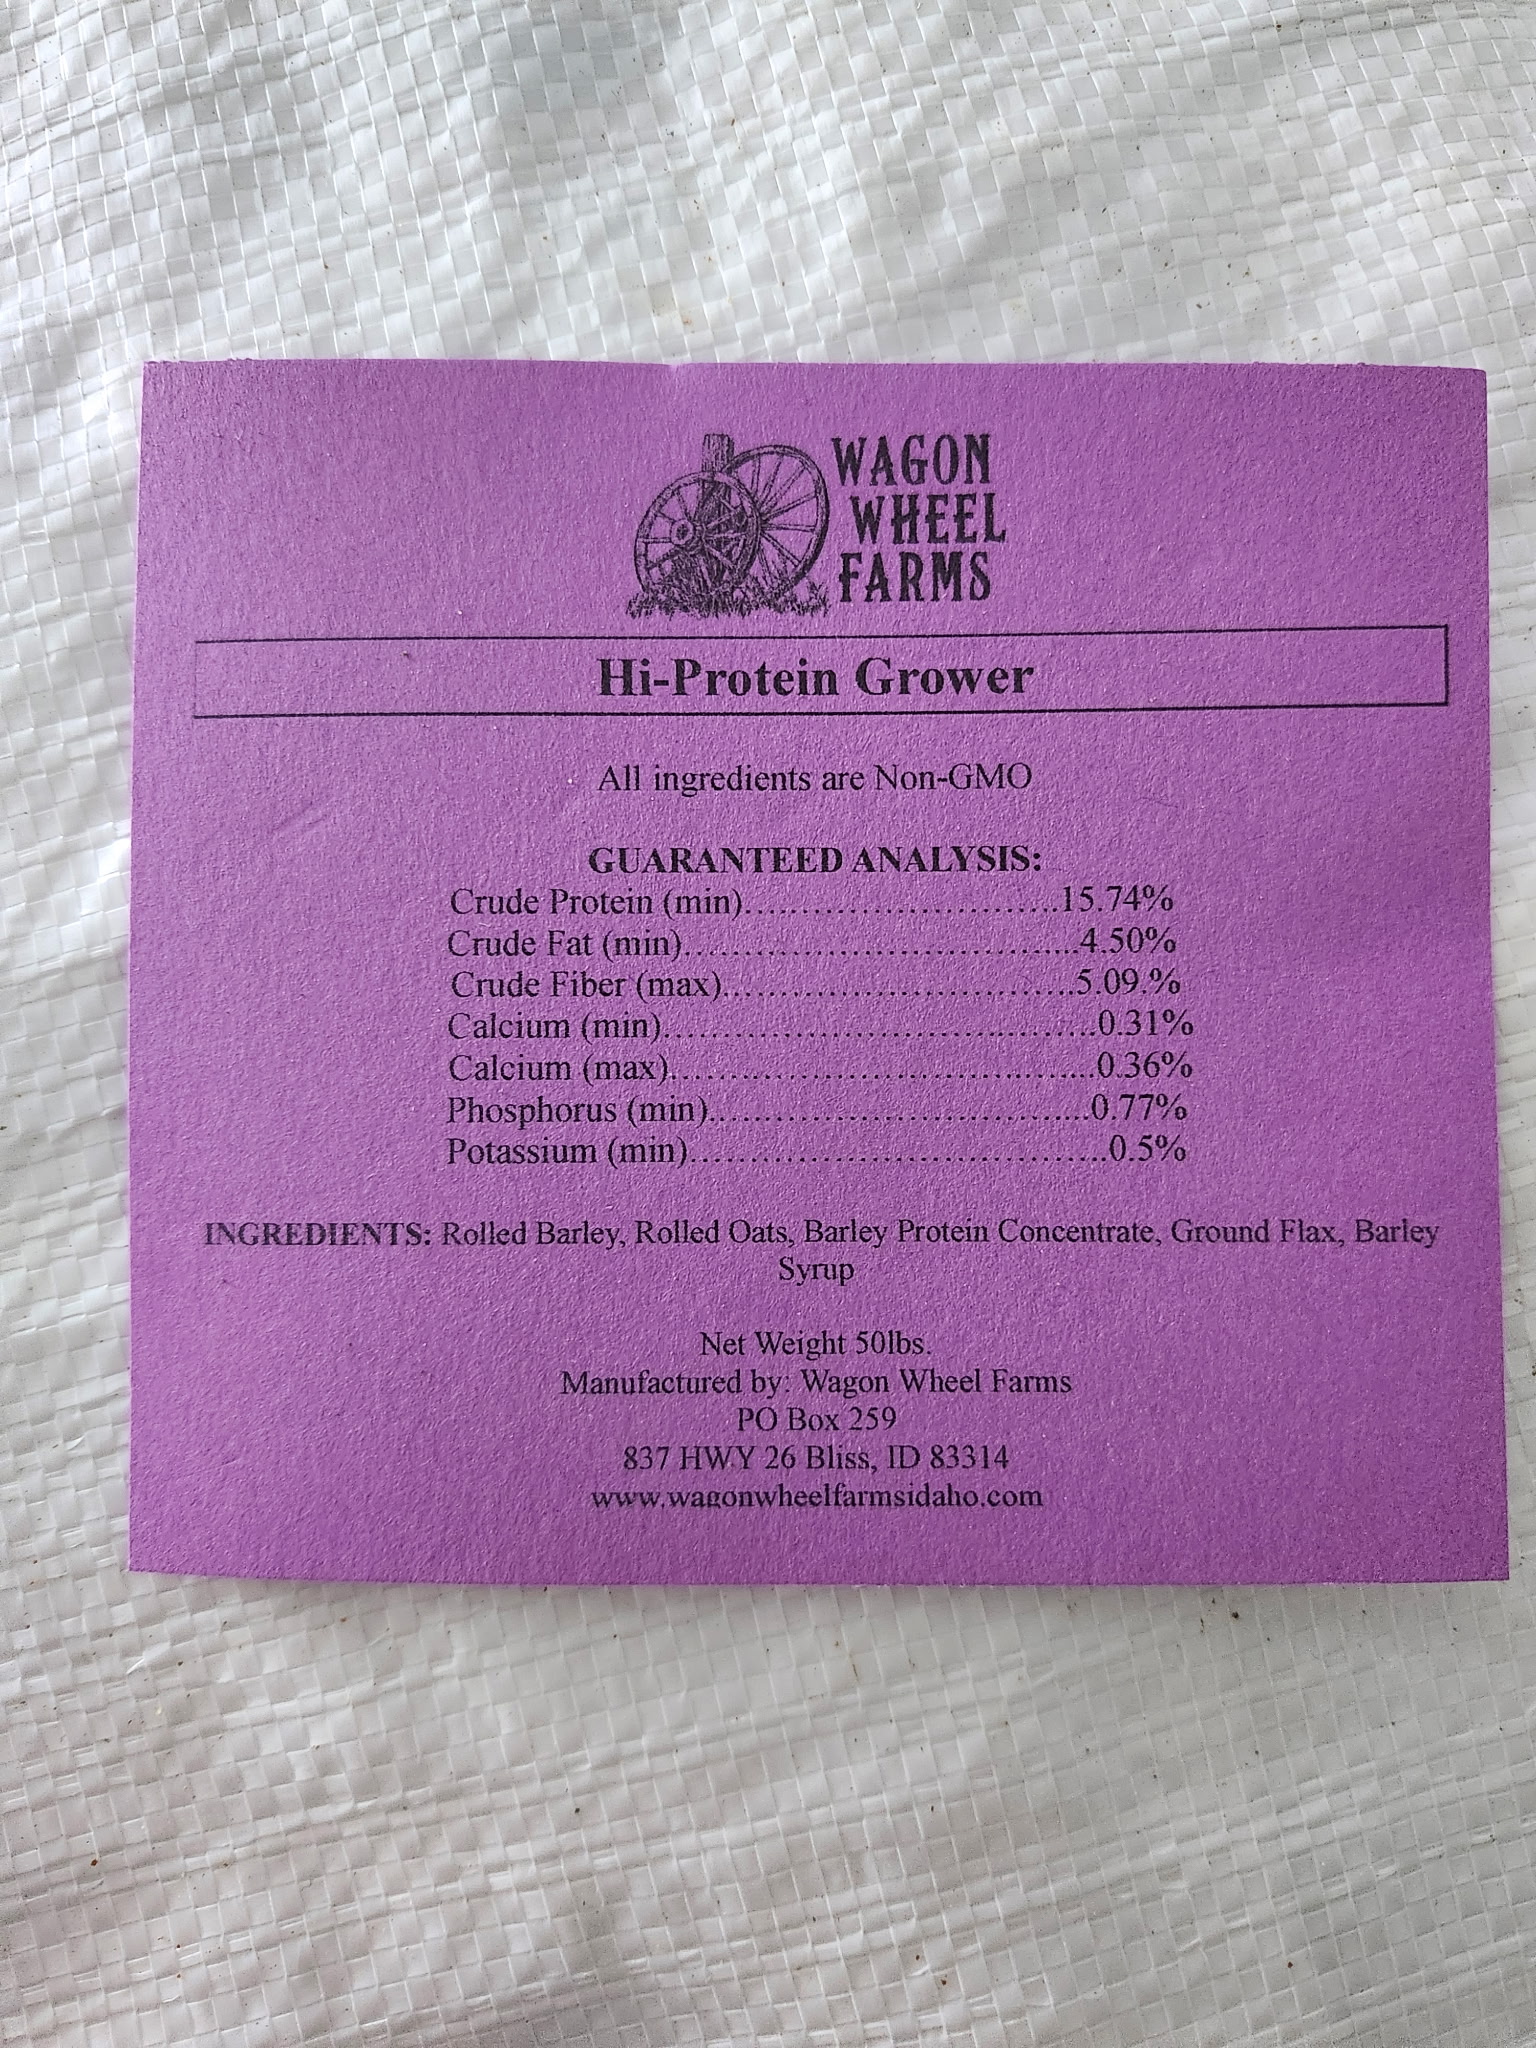 WAGON
WHEEL
FARMS
Hi-Protein Grower
All ingredients are Non-GMO
GUARANTEED ANALYSIS:
Crude Protein (min)..........................................15.74%
Crude Fat (min)..........................................4.50%
Crude Fiber (max)..........................................5.09.%
Calcium (min)..........................................0.31%
Calcium (max)..........................................0.36%
Phosphorus (min)..........................................0.77%
Potassium (min)..........................................0.5%
INGREDIENTS: Rolled Barley, Rolled Oats, Barley Protein Concentrate, Ground Flax, Barley
Syrup
Net Weight 50lbs.
Manufactured by: Wagon Wheel Farms
PO Box 259
837 HWY 26 Bliss, ID 83314
www.wagonwheelfarmsidaho.com